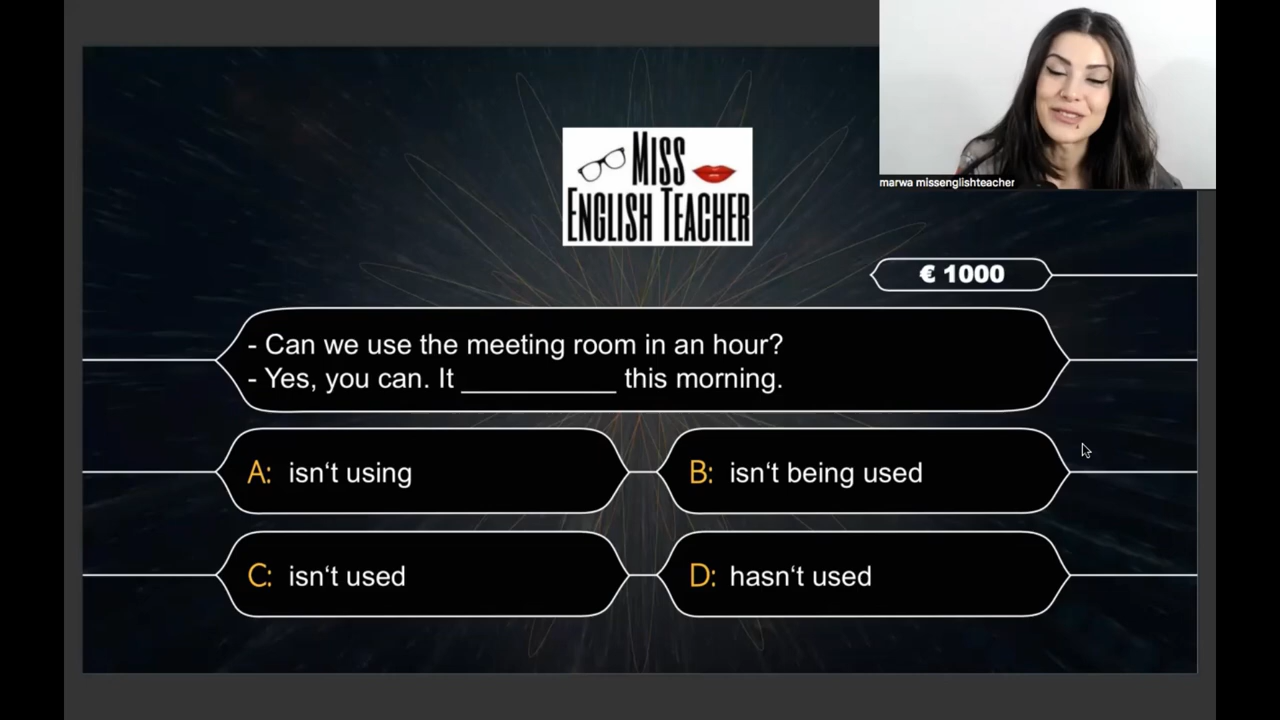 MISS
ENGLISH TEACHER
marwa missenglishteacher
€ 1000
- Can we use the meeting room in an hour?
- Yes, you can. It ___________ this morning.
A: isn't using
B: isn‘t being used
C: isn‘t used
D: hasn‘t used